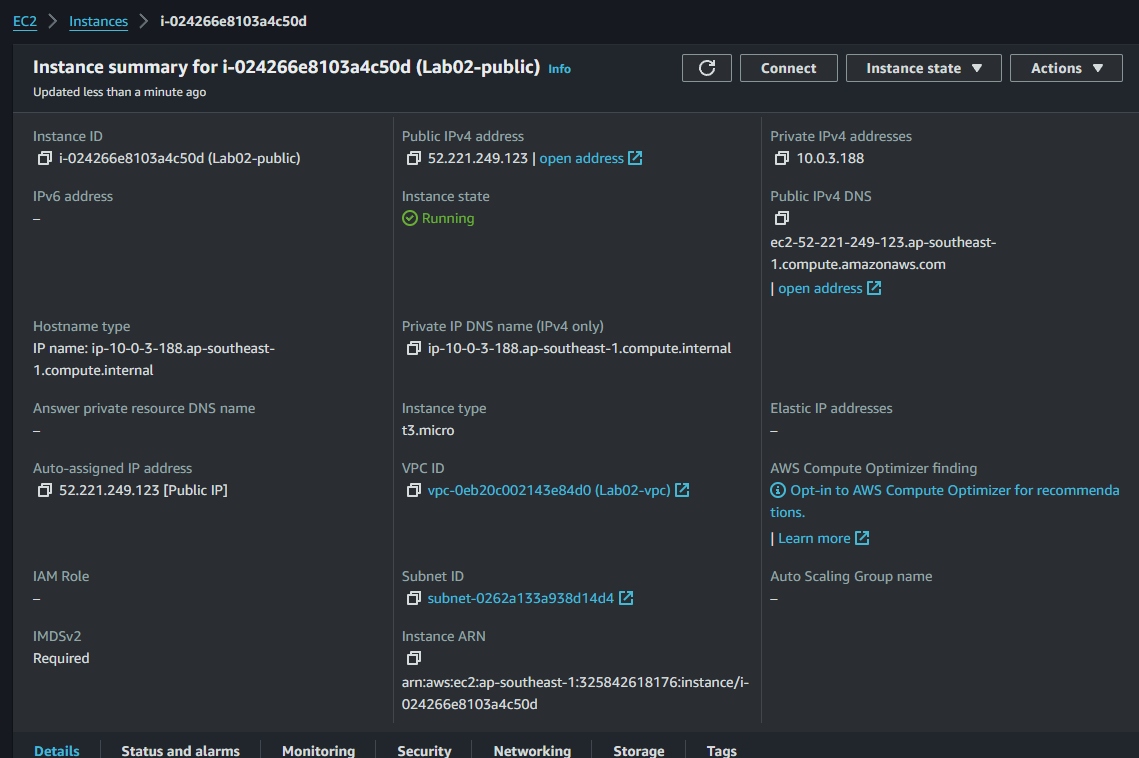 EC2 > Instances > i-024266e8103a4c50d
Instance summary for i-024266e8103a4c50d (Lab02-public) Info
Updated less than a minute ago
Connect
Instance state
Actions
Instance ID
i-024266e8103a4c50d (Lab02-public)
Public IPv4 address
52.221.249.123 | open address
Private IPv4 addresses
10.0.3.188
IPv6 address
–
Instance state
Running
Public IPv4 DNS
ec2-52-221-249-123.ap-southeast-
1.compute.amazonaws.com
| open address
Hostname type
IP name: ip-10-0-3-188.ap-southeast-
1.compute.internal
Private IP DNS name (IPv4 only)
ip-10-0-3-188.ap-southeast-1.compute.internal
Answer private resource DNS name
–
Instance type
t3.micro
Elastic IP addresses
–
Auto-assigned IP address
52.221.249.123 [Public IP]
VPC ID
vpc-0eb20c002143e84d0 (Lab02-vpc)
AWS Compute Optimizer finding
Opt-in to AWS Compute Optimizer for recommenda
tions.
| Learn more
IAM Role
–
Subnet ID
subnet-0262a133a938d14d4
Auto Scaling Group name
–
IMDSv2
Required
Instance ARN
arn:aws:ec2:ap-southeast-1:325842618176:instance/i-
024266e8103a4c50d
Details
Status and alarms
Monitoring
Security
Networking
Storage
Tags